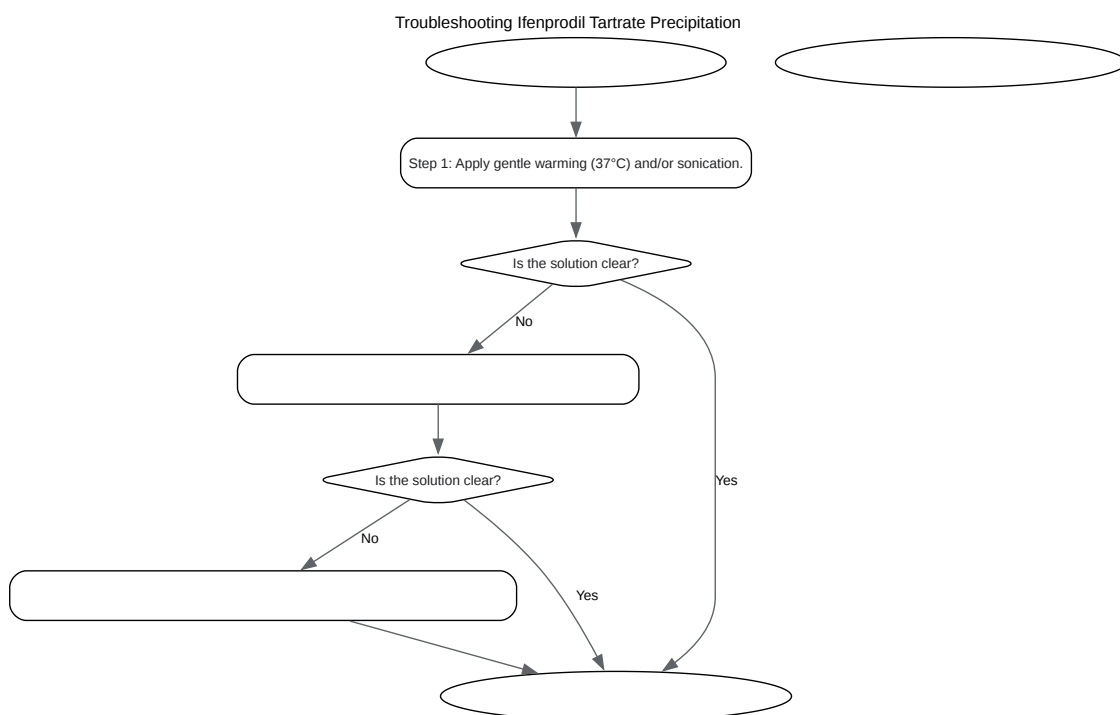 Troubleshooting Ifenprodil Tartrate Precipitation
Step 1: Apply gentle warming (37°C) and/or sonication.
Is the solution clear?
No
Is the solution clear?
Yes
No
Yes